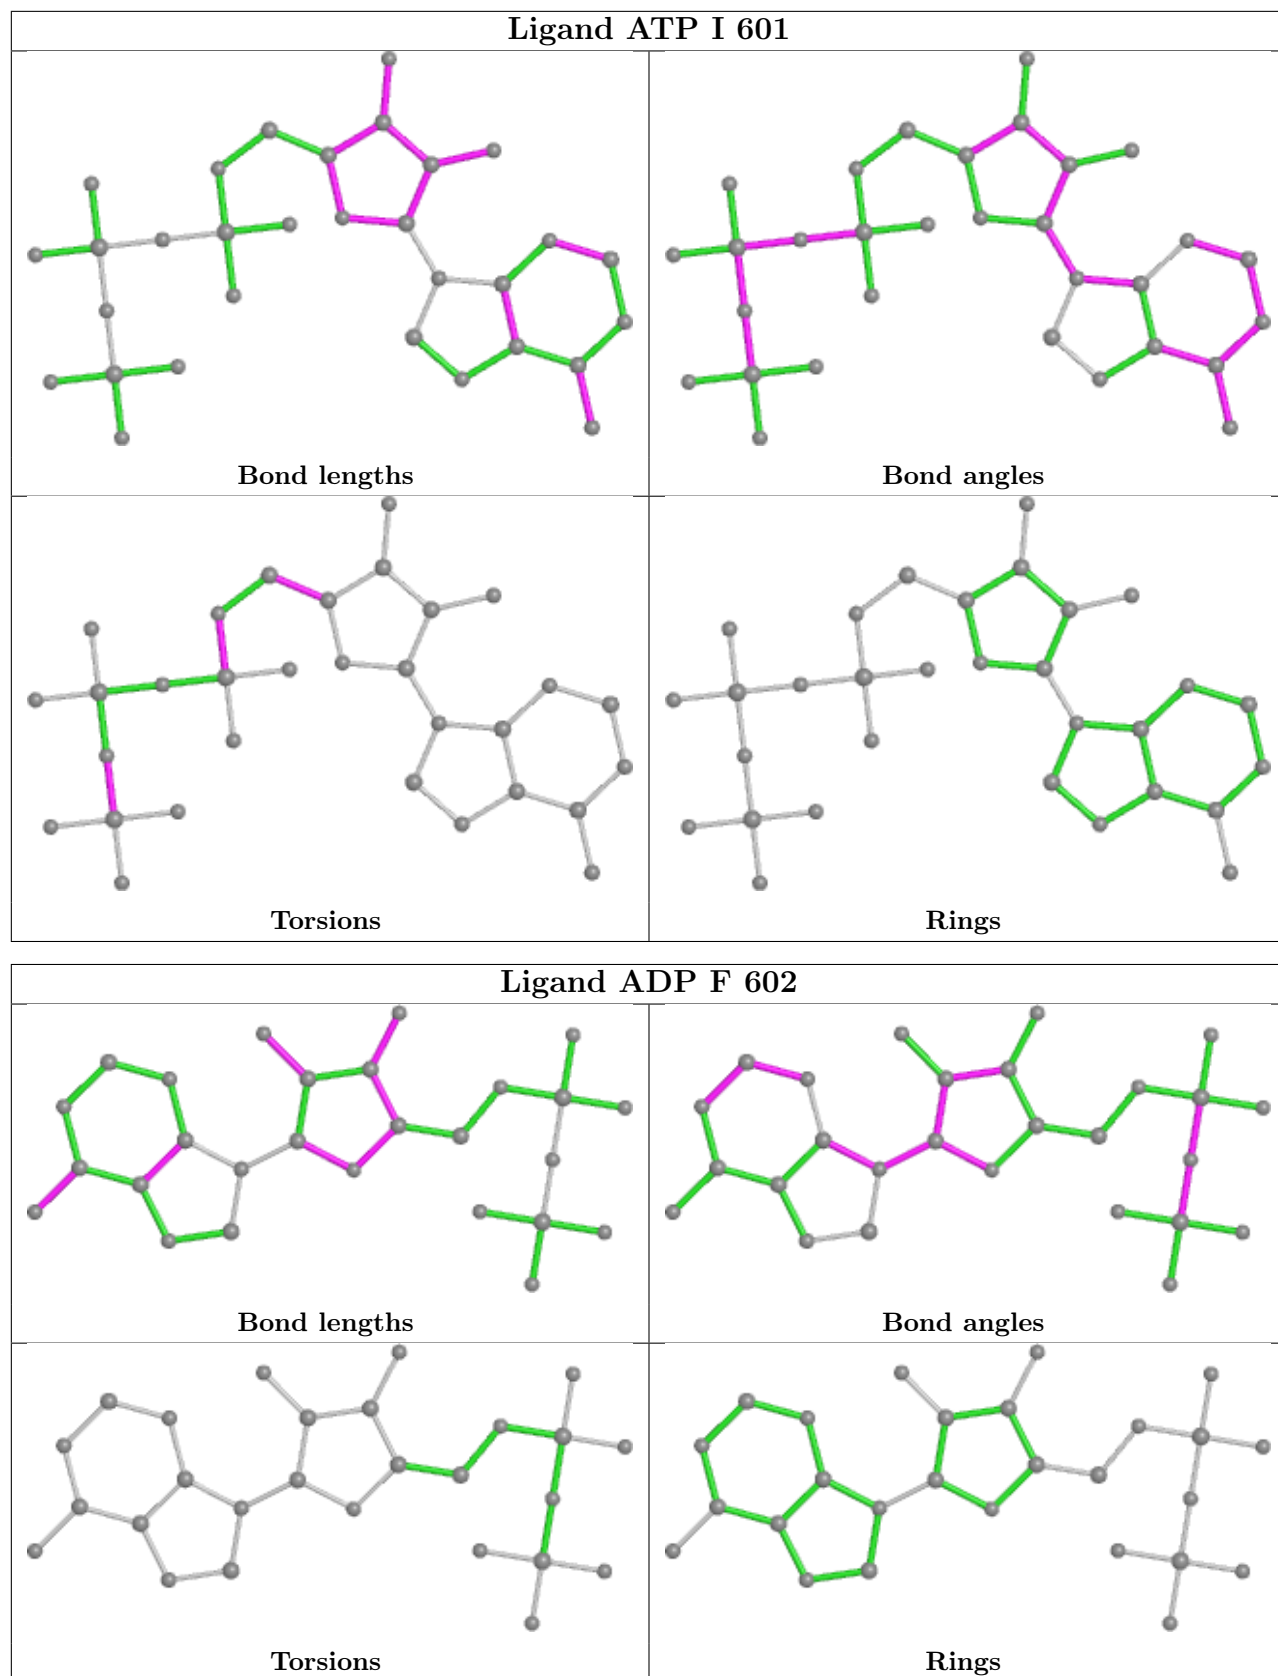 Ligand ATP I 601
Bond lengths
Bond angles
Torsions
Rings
Ligand ADP F 602
Bond lengths
Bond angles
Torsions
Rings